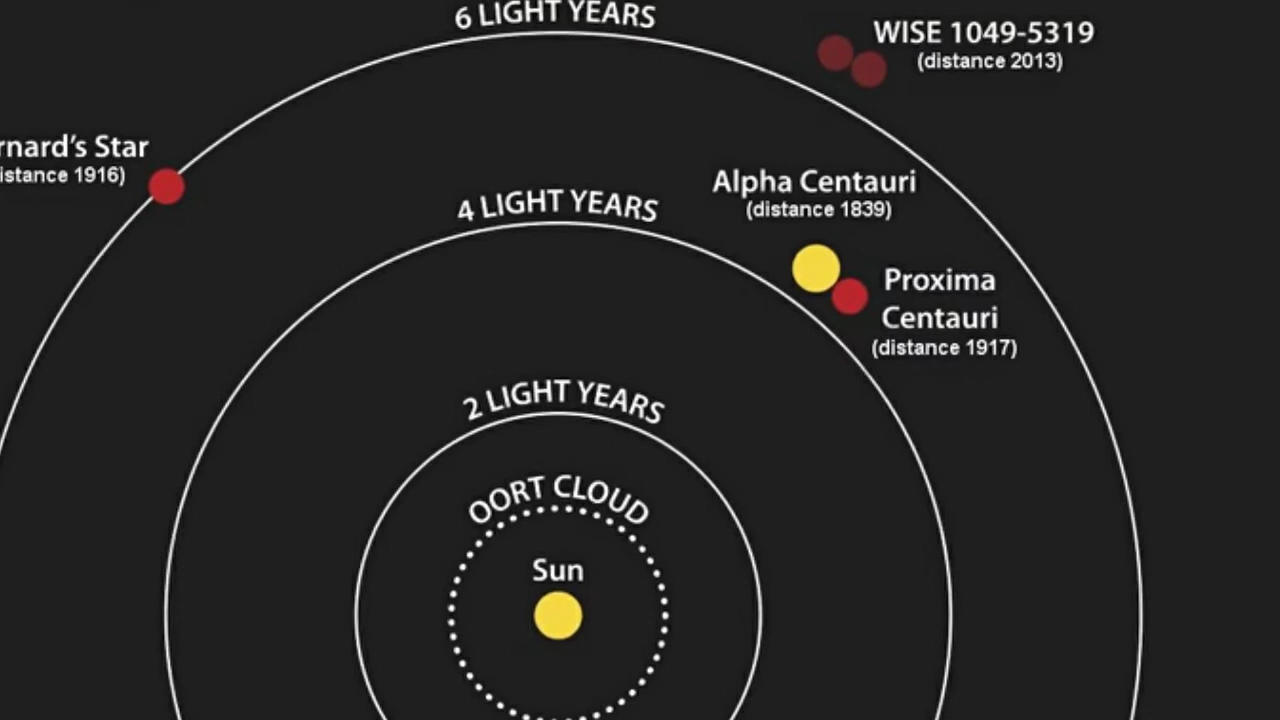 6 LIGHT YEARS
WISE 1049-5319
(distance 2013)
rnard's Star
istance 1916)
Alpha Centauri
(distance 1839)
4 LIGHT YEARS
Proxima
Centauri
(distance 1917)
2 LIGHT YEARS
OORT CLOUD
Sun